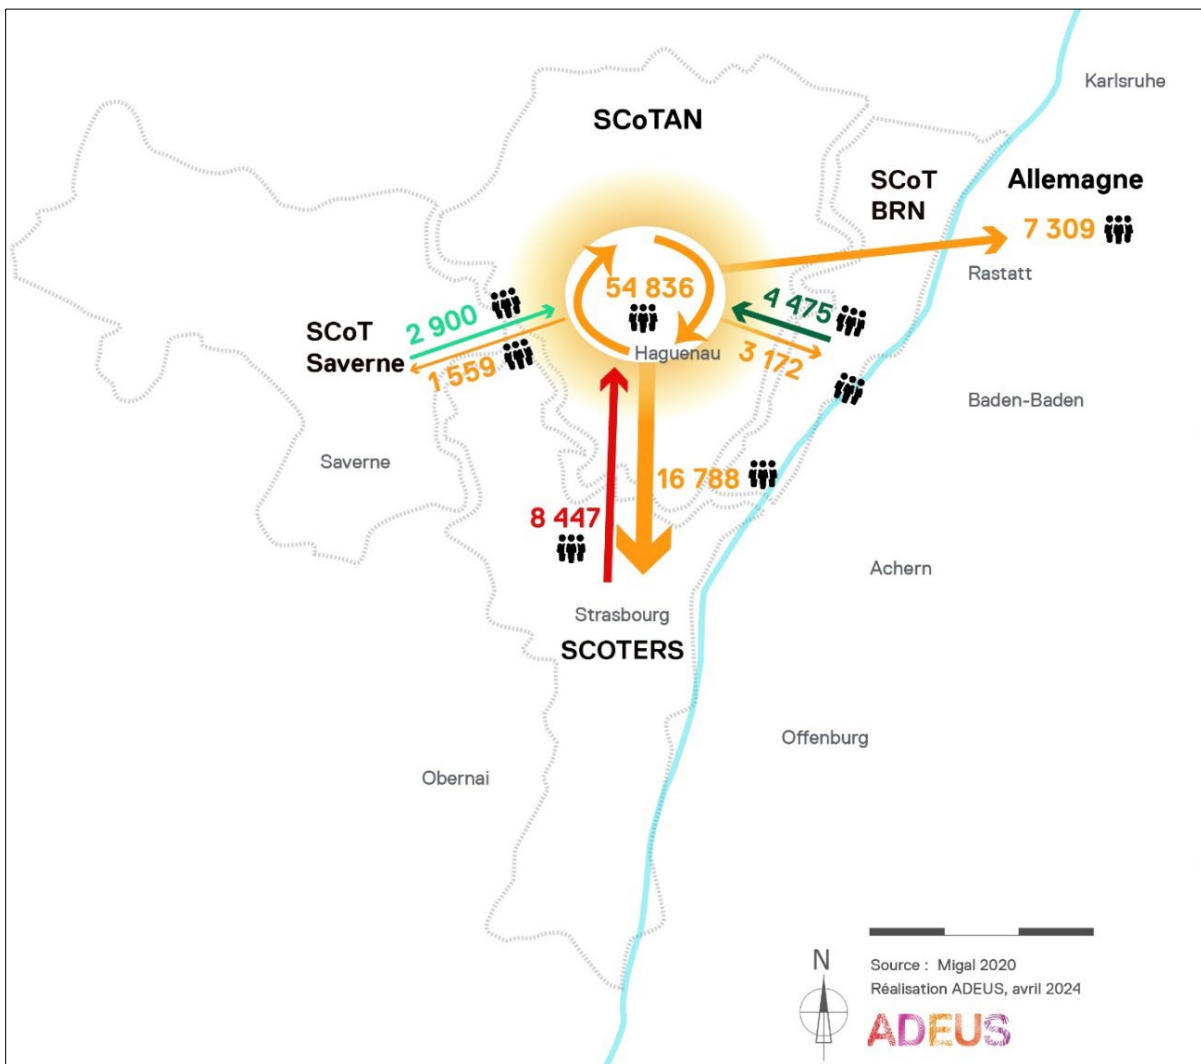 Karlsruhe
SCoTAN
SCoT
BRN
Allemagne
7 309
Rastatt
54 836
4 475
2 900
SCoT
Saverne
1 559
Haguenau
3 172
Baden-Baden
Saverne
16 788
8 447
Achern
Strasbourg
SCOTERS
Offenburg
Obernai
N
Source : Migal 2020
Réalisation ADEUS, avril 2024
ADEUS